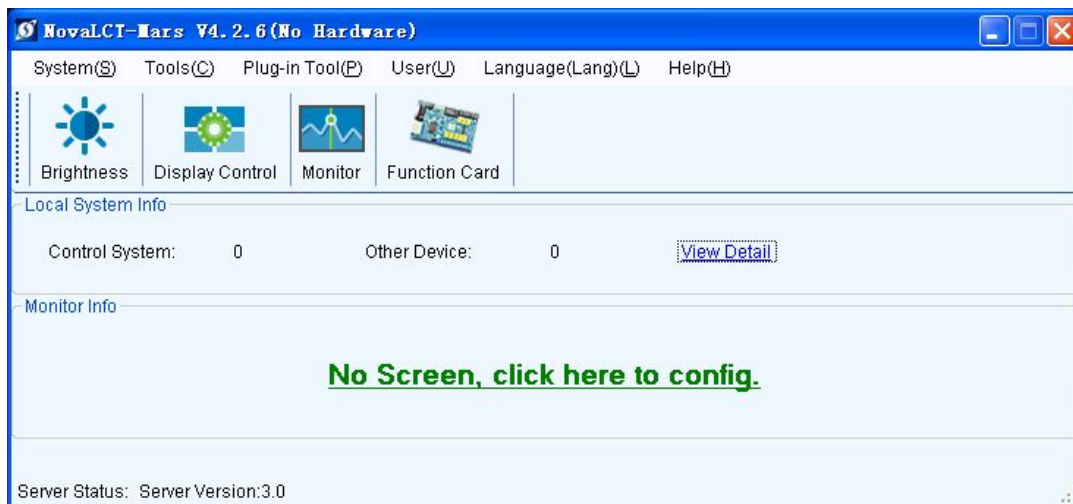 NovaLCT-Mars V4.2.6(No Hardware)
System(S) Tools(C) Plug-in Tool(P) User(U) Language(Lang)(L) Help(H)
Brightness Display Control Monitor Function Card
Local System Info
Control System: 0 Other Device: 0 View Detail
Monitor Info
No Screen, click here to config.
Server Status: Server Version:3.0